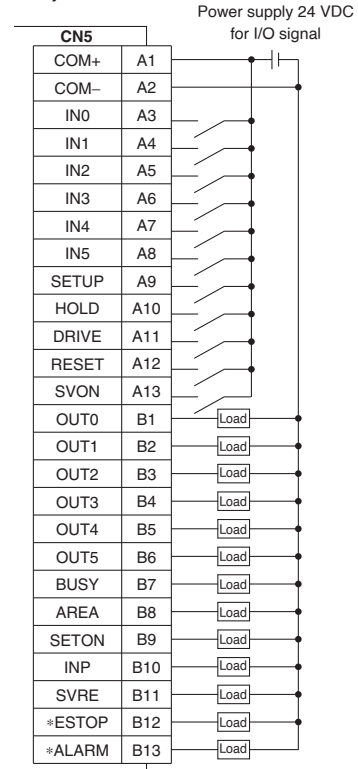 Power supply 24 VDC
for I/O signal
CN5
COM+ A1
COM− A2
IN0 A3
IN1 A4
IN2 A5
IN3 A6
IN4 A7
IN5 A8
SETUP A9
HOLD A10
DRIVE A11
RESET A12
SVON A13
OUT0 B1 Load
OUT1 B2 Load
OUT2 B3 Load
OUT3 B4 Load
OUT4 B5 Load
OUT5 B6 Load
BUSY B7 Load
AREA B8 Load
SETON B9 Load
INP B10 Load
SVRE B11 Load
∗ESTOP B12 Load
∗ALARM B13 Load